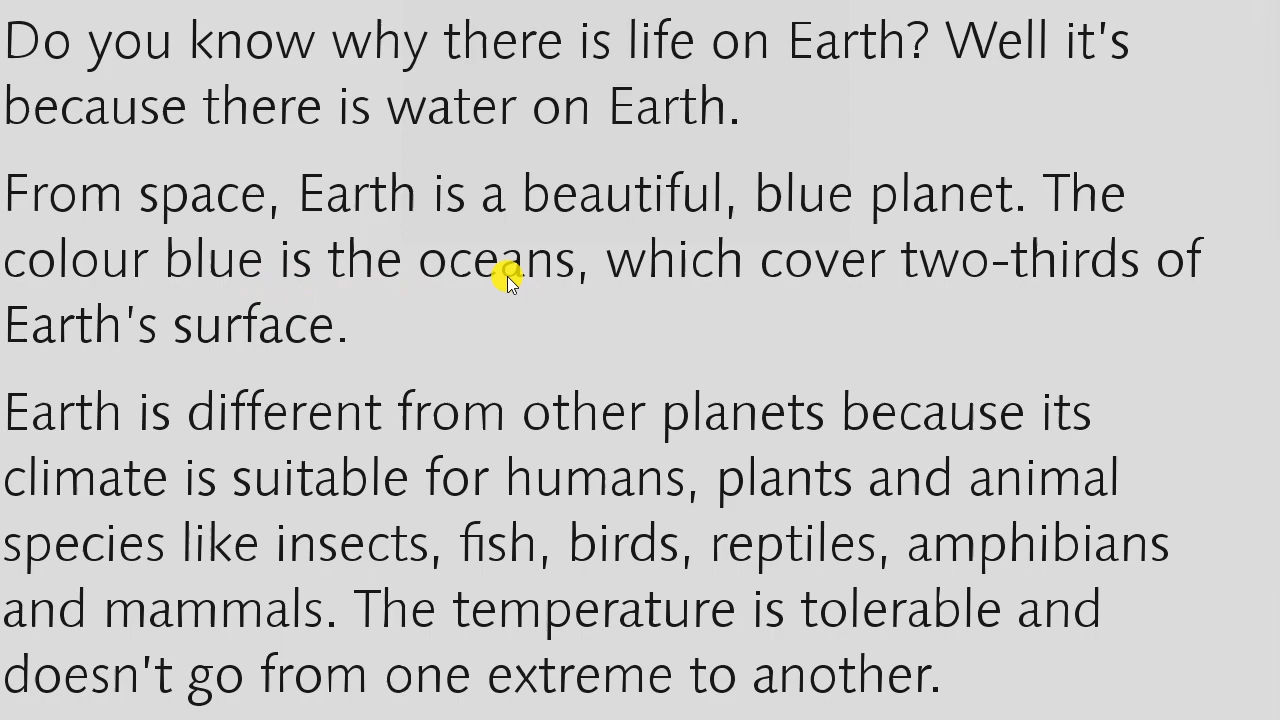 Do you know why there is life on Earth? Well it's
because there is water on Earth.
From space, Earth is a beautiful, blue planet. The
colour blue is the oceans, which cover two-thirds of
Earth's surface.
Earth is different from other planets because its
climate is suitable for humans, plants and animal
species like insects, fish, birds, reptiles, amphibians
and mammals. The temperature is tolerable and
doesn't go from one extreme to another.